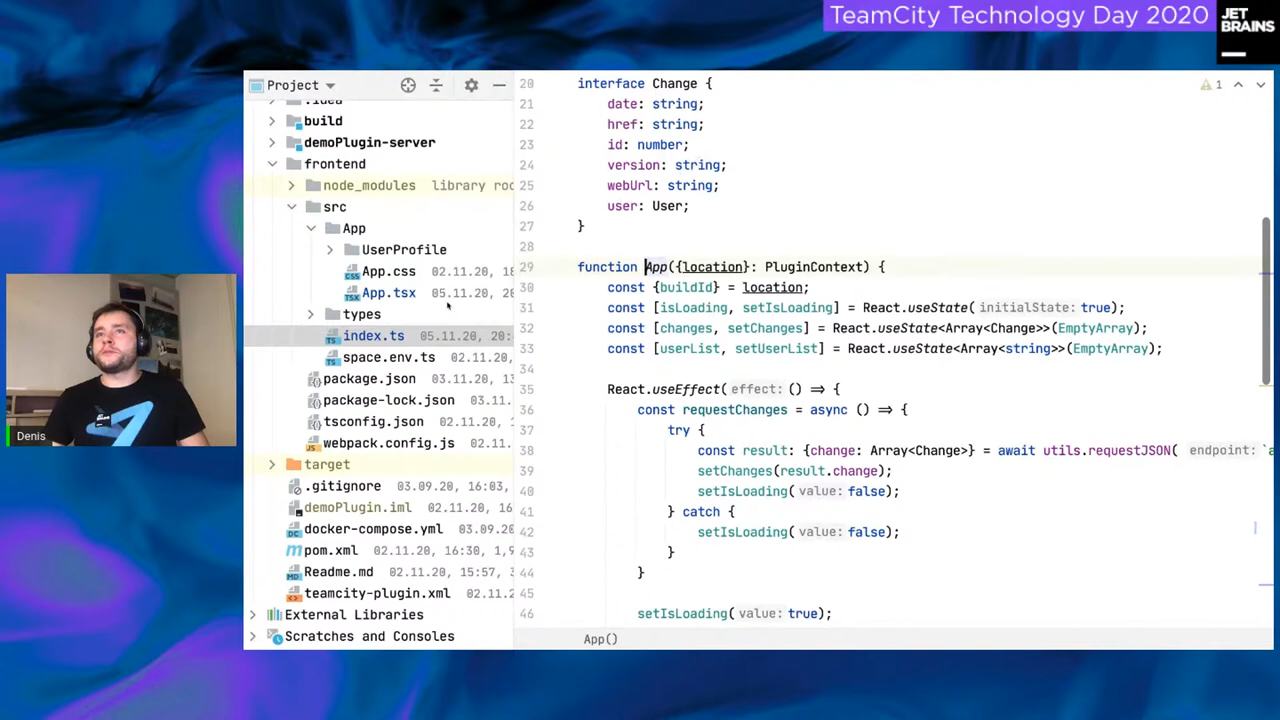 TeamCity Technology Day 2020
JET
BRAINS
Project
.idea
build
demoPlugin-server
frontend
node_modules library roo
src
App
UserProfile
App.css 02.11.20, 18
App.tsx 05.11.20, 20
types
index.ts 05.11.20, 20:
space.env.ts 02.11.20
package.json 03.11.20, 13
package-lock.json 03.11.
tsconfig.json 02.11.20, 1
webpack.config.js 02.11.
target
.gitignore 03.09.20, 16:03,
demoPlugin.iml 02.11.20, 16
docker-compose.yml 03.09.20
pom.xml 02.11.20, 16:30, 1,9
Readme.md 02.11.20, 15:57, 3
teamcity-plugin.xml 02.11.2
External Libraries
Scratches and Consoles
20 interface Change {
21 date: string;
22 href: string;
23 id: number;
24 version: string;
25 webUrl: string;
26 user: User;
27 }
28
29 function App({location}: PluginContext) {
30 const {buildId} = location;
31 const [isLoading, setIsLoading] = React.useState( initialState: true);
32 const [changes, setChanges] = React.useState<Array<Change>>(EmptyArray);
33 const [userList, setUserList] = React.useState<Array<string>>(EmptyArray);
34
35 React.useEffect( effect: () => {
36 const requestChanges = async () => {
37 try {
38 const result: {change: Array<Change>} = await utils.requestJSON( endpoint: `a
39 setChanges(result.change);
40 setIsLoading( value: false);
41 } catch {
42 setIsLoading( value: false);
43 }
44 }
45
46 setIsLoading( value: true);
App()
1
Denis